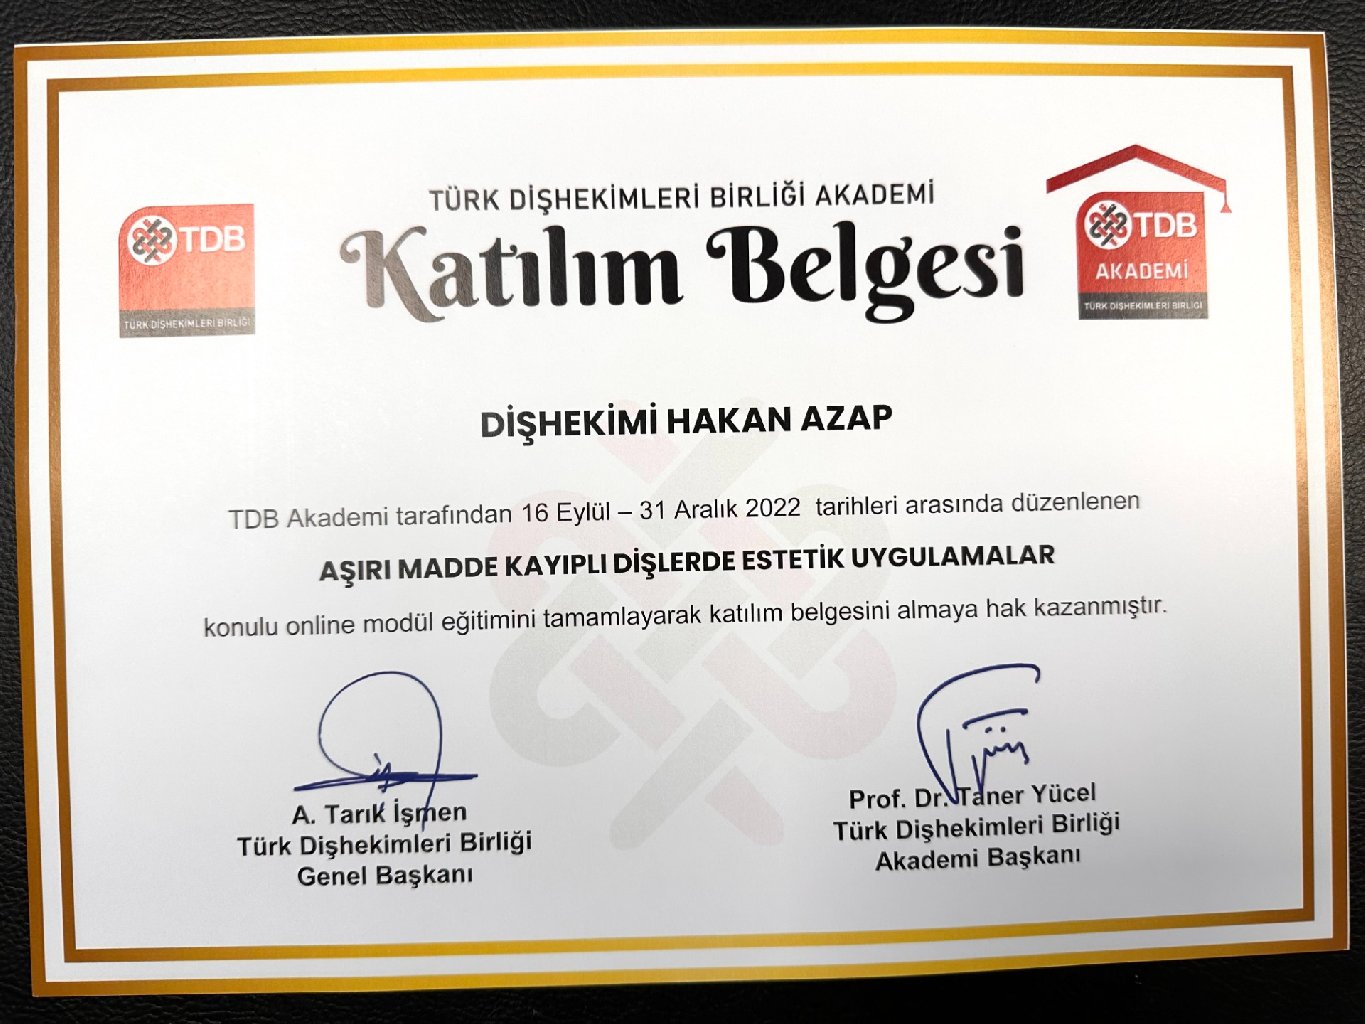 TÜRK DİŞHEKİMLERİ BİRLİĞİ AKADEMİ
Katılım Belgesi
TDB
TÜRK DİŞHEKİMLERİ BİRLİĞİ
TDB
AKADEMİ
TÜRK DİŞHEKİMLERİ BİRLİĞİ
DİŞHEKİMİ HAKAN AZAP
TDB Akademi tarafından 16 Eylül – 31 Aralık 2022 tarihleri arasında düzenlenen
AŞIRI MADDE KAYIPLI DİŞLERDE ESTETİK UYGULAMALAR
konulu online modül eğitimini tamamlayarak katılım belgesini almaya hak kazanmıştır.
A. Tarık İşmen
Türk Dişhekimleri Birliği
Genel Başkanı
Prof. Dr. Taner Yücel
Türk Dişhekimleri Birliği
Akademi Başkanı